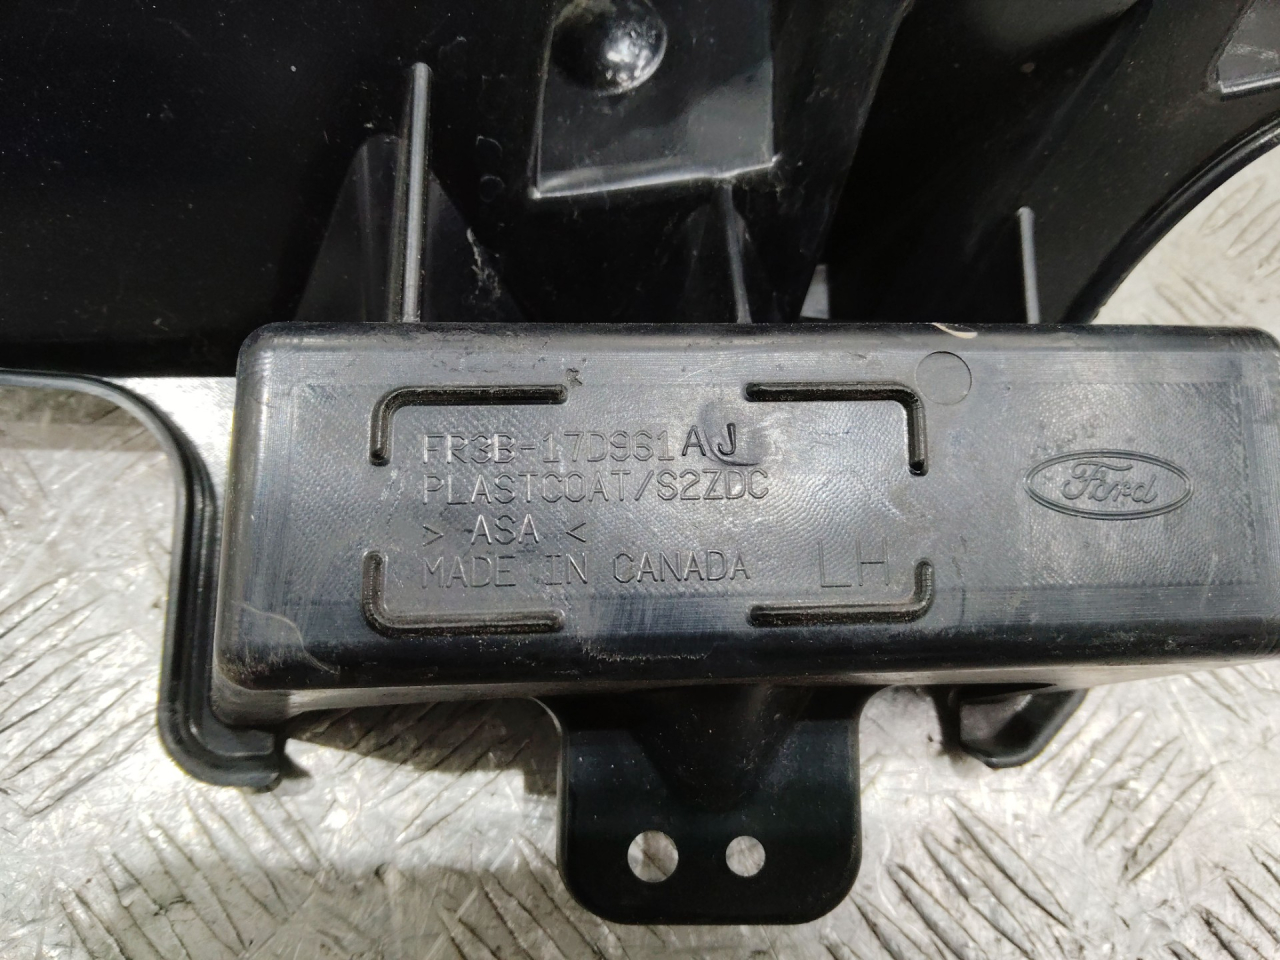 FR3B-17D961AJ
PLASTCOAT/S2ZDC
> ASA <
MADE IN CANADA LH
Ford